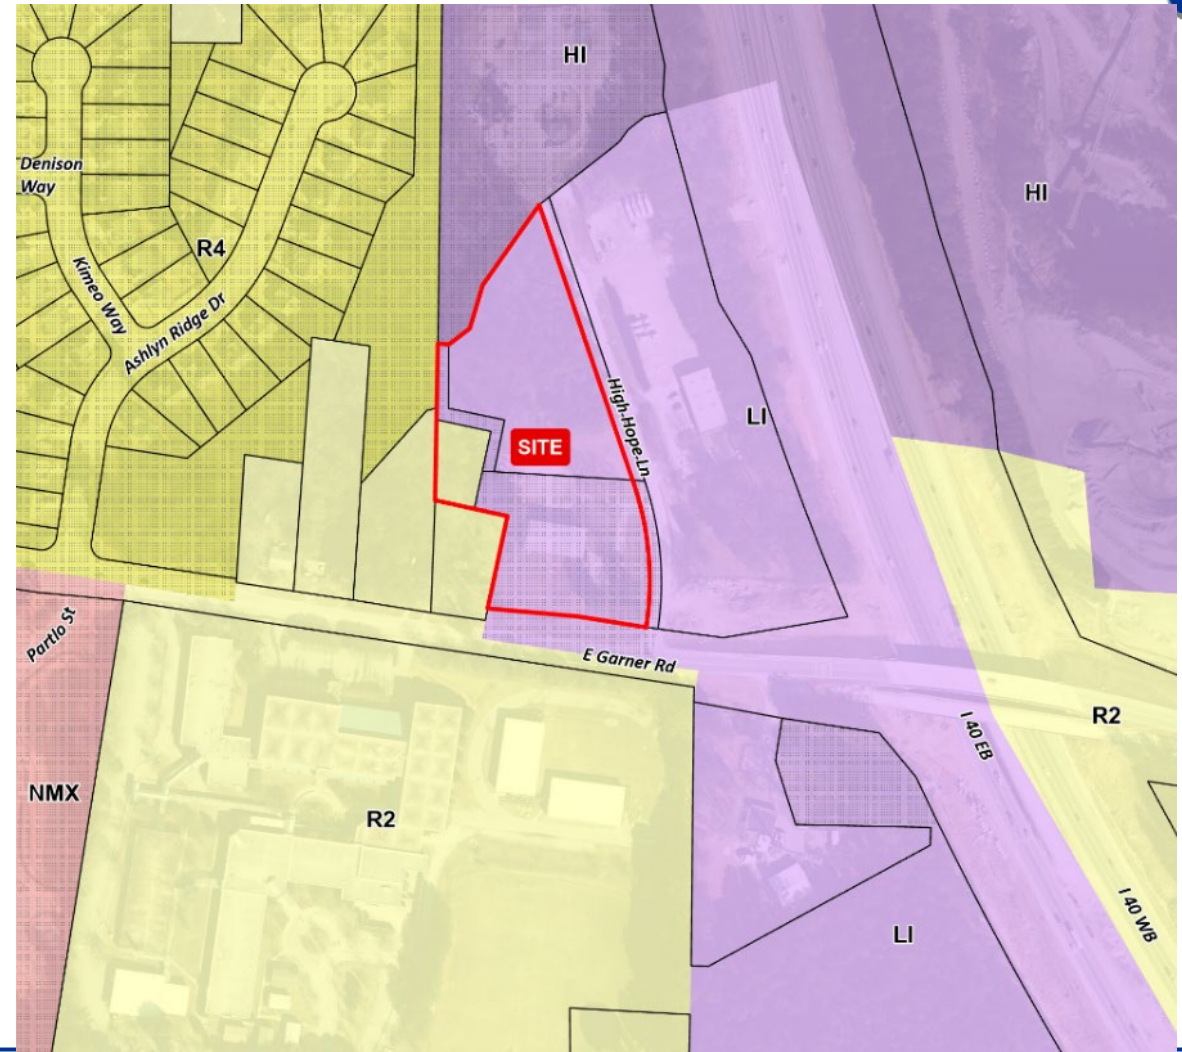 HI
Denison
Way
HI
R4
Kimeo Way
Ashlyn Ridge Dr
High Hope Ln
LI
SITE
Partlo St
E Garner Rd
R2
I 40 EB
NMX
R2
I 40 WB
LI